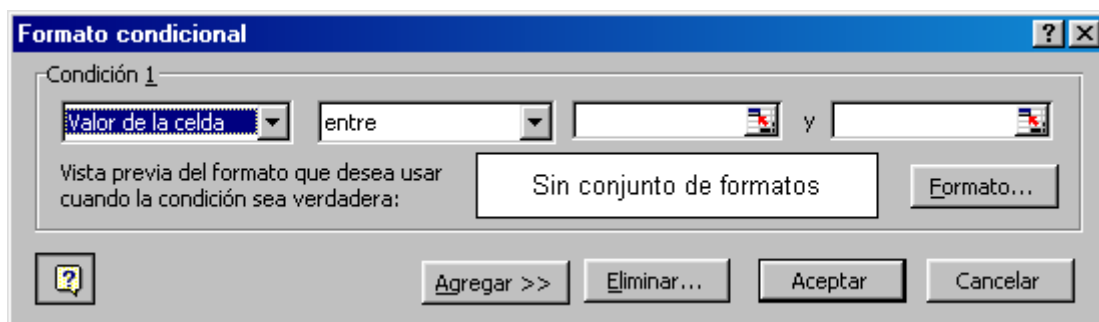 Formato condicional
Condición 1
Valor de la celda entre y
Vista previa del formato que desea usar
cuando la condición sea verdadera:
Sin conjunto de formatos
Formato...
Agregar >> Eliminar... Aceptar Cancelar